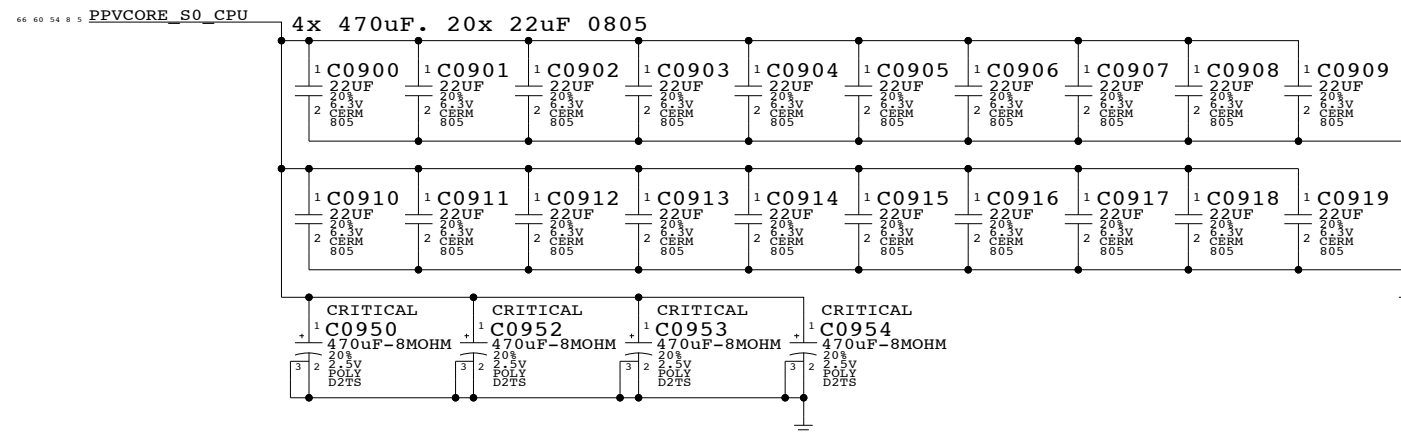 66 60 54 8 5 PPVCORE_S0_CPU
4x 470uF. 20x 22uF 0805
1 C0900 1 C0901 1 C0902 1 C0903 1 C0904 1 C0905 1 C0906 1 C0907 1 C0908 1 C0909
22UF 22UF 22UF 22UF 22UF 22UF 22UF 22UF 22UF 22UF
20% 20% 20% 20% 20% 20% 20% 20% 20% 20%
2 6.3V 2 6.3V 2 6.3V 2 6.3V 2 6.3V 2 6.3V 2 6.3V 2 6.3V 2 6.3V 2 6.3V
CERM CERM CERM CERM CERM CERM CERM CERM CERM CERM
805 805 805 805 805 805 805 805 805 805
1 C0910 1 C0911 1 C0912 1 C0913 1 C0914 1 C0915 1 C0916 1 C0917 1 C0918 1 C0919
22UF 22UF 22UF 22UF 22UF 22UF 22UF 22UF 22UF 22UF
20% 20% 20% 20% 20% 20% 20% 20% 20% 20%
2 6.3V 2 6.3V 2 6.3V 2 6.3V 2 6.3V 2 6.3V 2 6.3V 2 6.3V 2 6.3V 2 6.3V
CERM CERM CERM CERM CERM CERM CERM CERM CERM CERM
805 805 805 805 805 805 805 805 805 805
CRITICAL CRITICAL CRITICAL CRITICAL
+ 1 C0950 + 1 C0952 + 1 C0953 + 1 C0954
470uF-8MOHM 470uF-8MOHM 470uF-8MOHM 470uF-8MOHM
20% 20% 20% 20%
3 2 2.5V 3 2 2.5V 3 2 2.5V 3 2 2.5V
POLY POLY POLY POLY
D2TS D2TS D2TS D2TS